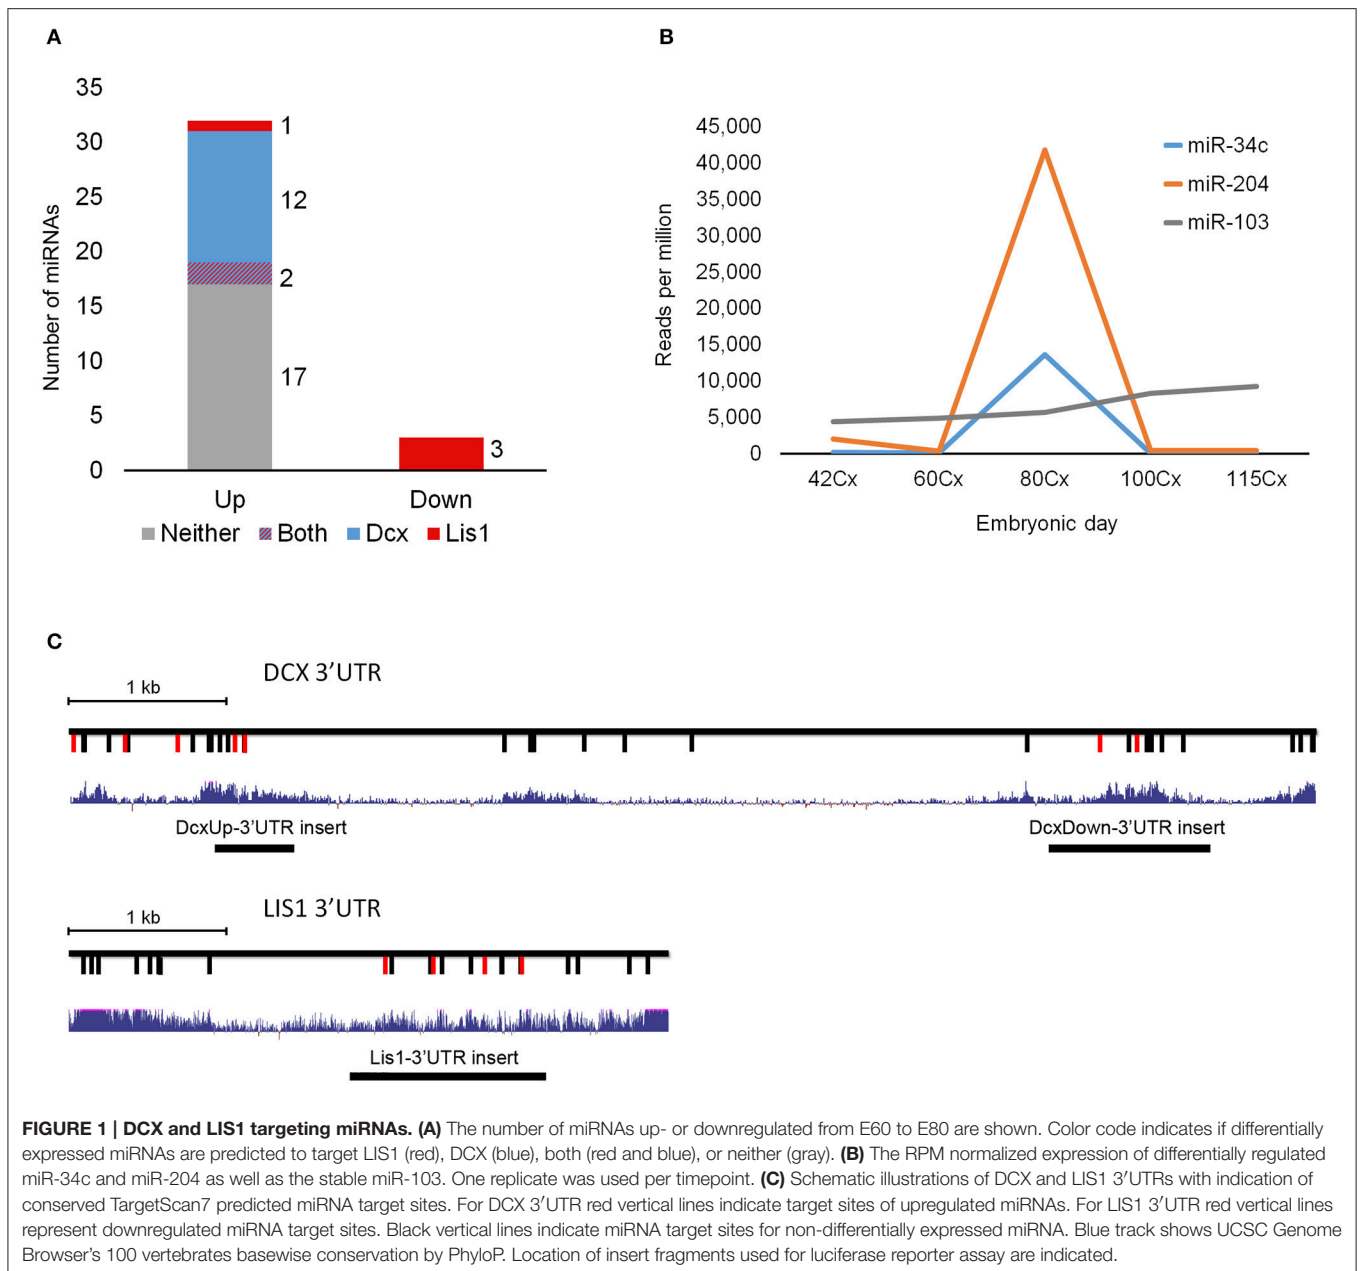 A
Number of miRNAs
35
30
25
20
15
10
5
0
1
12
2
17
3
Up Down
Neither Both Dcx Lis1
B
Reads per million
45,000
40,000
35,000
30,000
25,000
20,000
15,000
10,000
5,000
0
miR-34c
miR-204
miR-103
42Cx 60Cx 80Cx 100Cx 115Cx
Embryonic day
C
DCX 3′UTR
1 kb
DcxUp-3'UTR insert DcxDown-3'UTR insert
LIS1 3′UTR
1 kb
Lis1-3'UTR insert
FIGURE 1 | DCX and LIS1 targeting miRNAs. (A) The number of miRNAs up- or downregulated from E60 to E80 are shown. Color code indicates if differentially
expressed miRNAs are predicted to target LIS1 (red), DCX (blue), both (red and blue), or neither (gray). (B) The RPM normalized expression of differentially regulated
miR-34c and miR-204 as well as the stable miR-103. One replicate was used per timepoint. (C) Schematic illustrations of DCX and LIS1 3′UTRs with indication of
conserved TargetScan7 predicted miRNA target sites. For DCX 3′UTR red vertical lines indicate target sites of upregulated miRNAs. For LIS1 3′UTR red vertical lines
represent downregulated miRNA target sites. Black vertical lines indicate miRNA target sites for non-differentially expressed miRNA. Blue track shows UCSC Genome
Browser's 100 vertebrates basewise conservation by PhyloP. Location of insert fragments used for luciferase reporter assay are indicated.